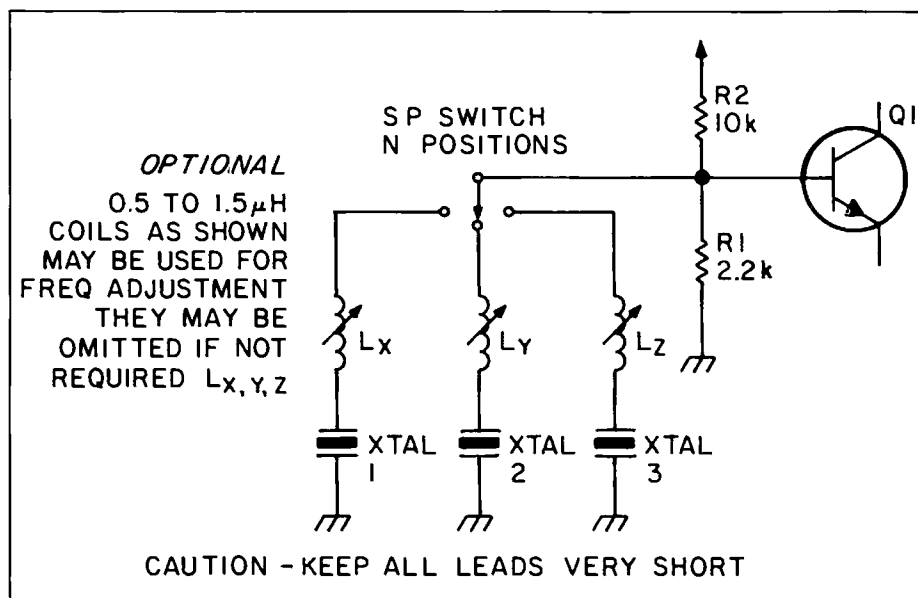 SP SWITCH
N POSITIONS
R2
10k
Q1
OPTIONAL
0.5 TO 1.5μH
COILS AS SHOWN
MAY BE USED FOR
FREQ ADJUSTMENT
THEY MAY BE
OMITTED IF NOT
REQUIRED LX, Y, Z
R1
2.2k
LX
LY
LZ
XTAL
1
XTAL
2
XTAL
3
CAUTION - KEEP ALL LEADS VERY SHORT